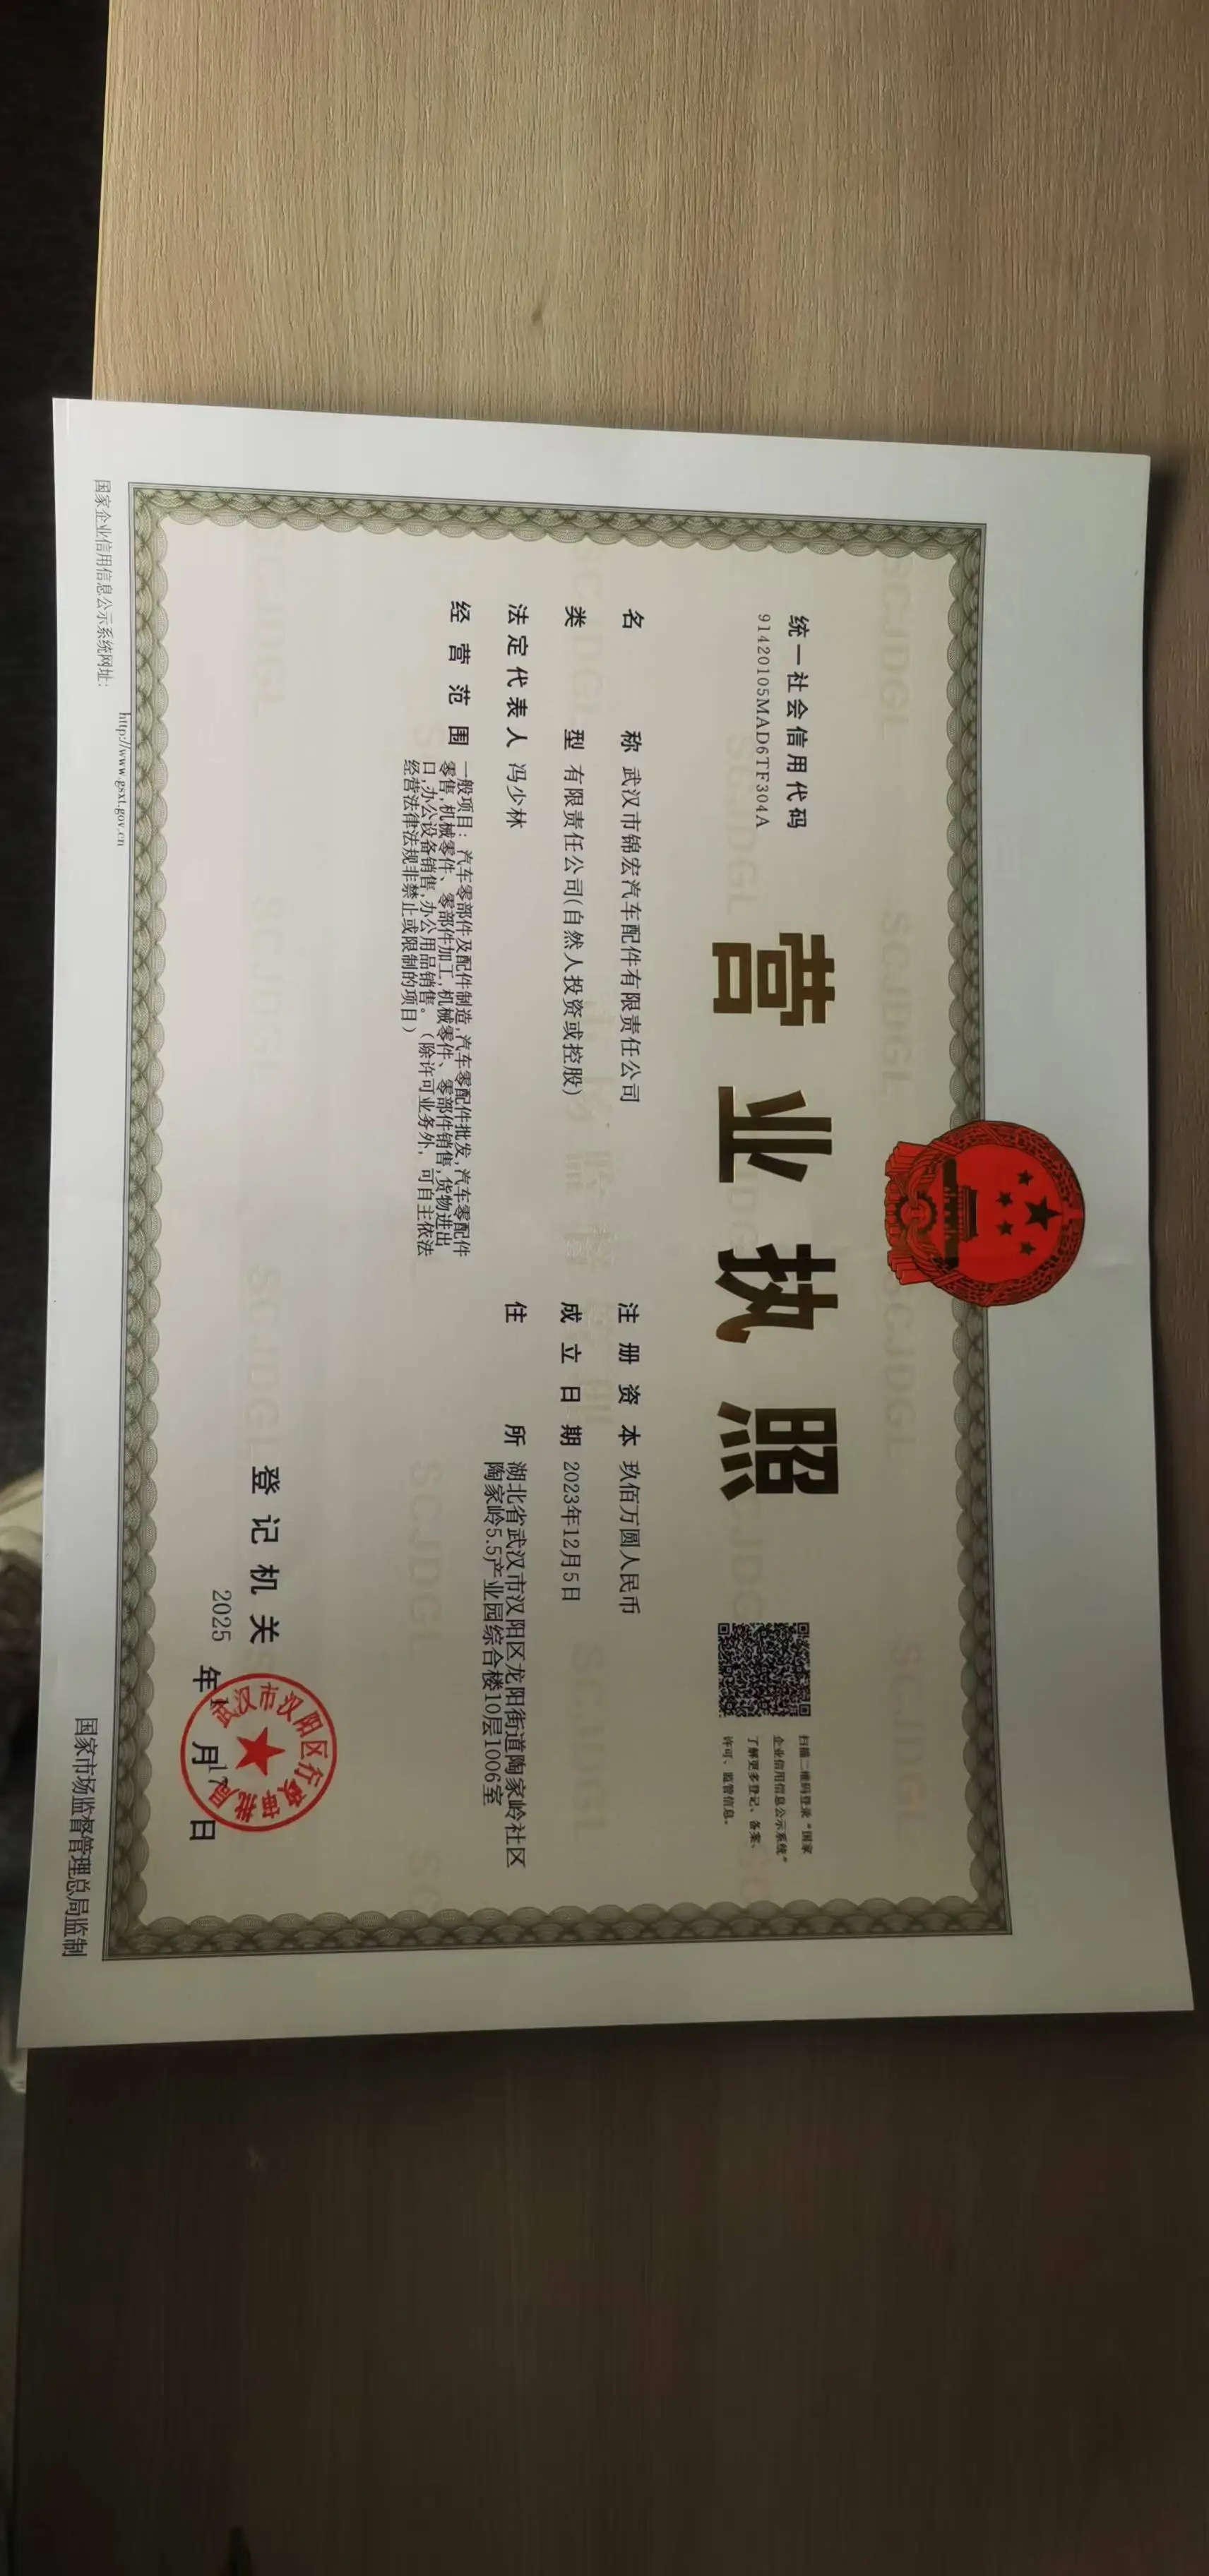 统一社会信用代码
91420105MAD6TF304A
营业执照
扫描二维码登录“国家
企业信用信息公示系统”
了解更多登记、备案、
许可、监管信息。
名称 武汉市锦宏汽车配件有限责任公司
类型 有限责任公司(自然人投资或控股)
法定代表人 冯少林
经营范围 一般项目：汽车零部件及配件制造,汽车零配件批发,汽车零配件
零售,机械零件、零部件加工,机械零件、零部件销售,货物进出
口,办公设备销售,办公用品销售。（除许可业务外，可自主依法
经营法律法规非禁止或限制的项目）
注册资本 玖佰万圆人民币
成立日期 2023年12月5日
住所 湖北省武汉市汉阳区龙阳街道陶家岭社区
陶家岭5.5产业园综合楼10层1006室
登记机关
武汉市汉阳区行政审批局
2025年1月17日
国家企业信用信息公示系统网址: http://www.gsxt.gov.cn
国家市场监督管理总局监制
SCJDGL